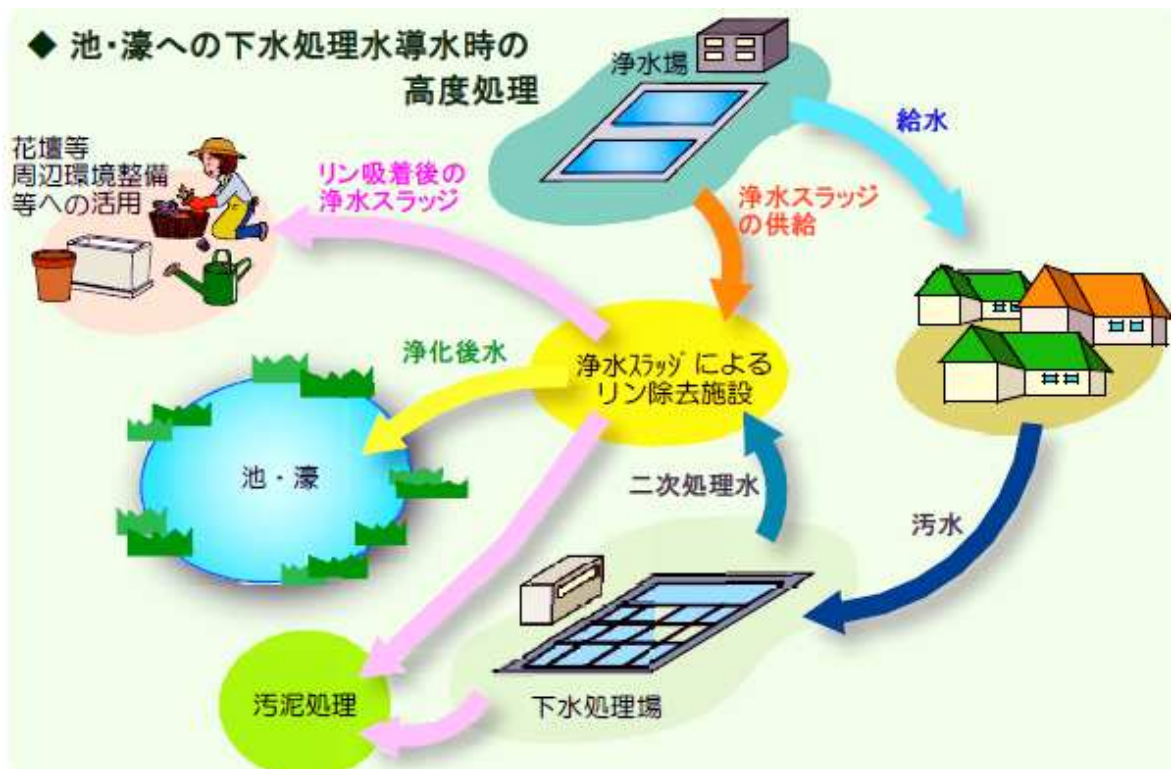 ◆ 池・濠への下水処理水導水時の
高度処理
浄水場
給水
花壇等
周辺環境整備
等への活用
リン吸着後の
浄水スラッジ
浄水スラッジ
の供給
浄化後水
浄水ｽﾗｯｼﾞによる
リン除去施設
池・濠
二次処理水
汚水
汚泥処理
下水処理場